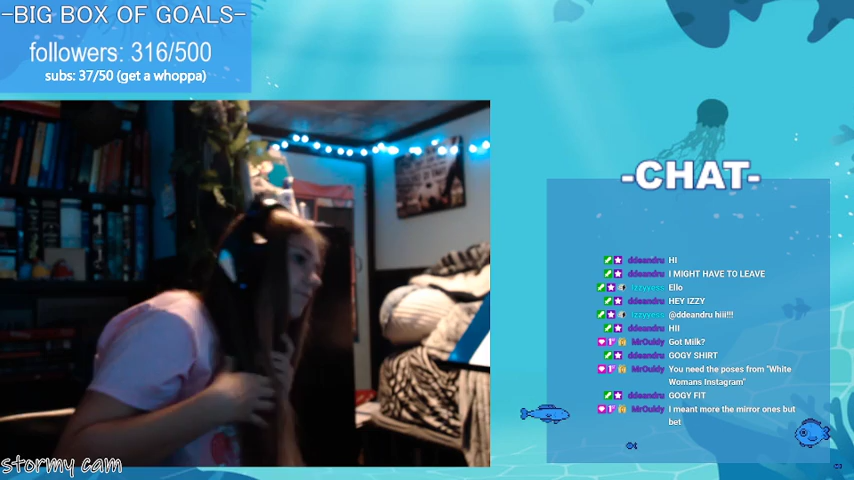 -BIG BOX OF GOALS-
followers: 316/500
subs: 37/50 (get a whoppa)
-CHAT-
ddeandru HI
ddeandru I MIGHT HAVE TO LEAVE
Izzyyess Ello
ddeandru HEY IZZY
Izzyyess @ddeandru hiii!!!
ddeandru HII
MrOuldy Got Milk?
ddeandru GOGY SHIRT
MrOuldy You need the poses from "White
Womans Instagram"
ddeandru GOGY FIT
MrOuldy I meant more the mirror ones but
bet
stormy cam